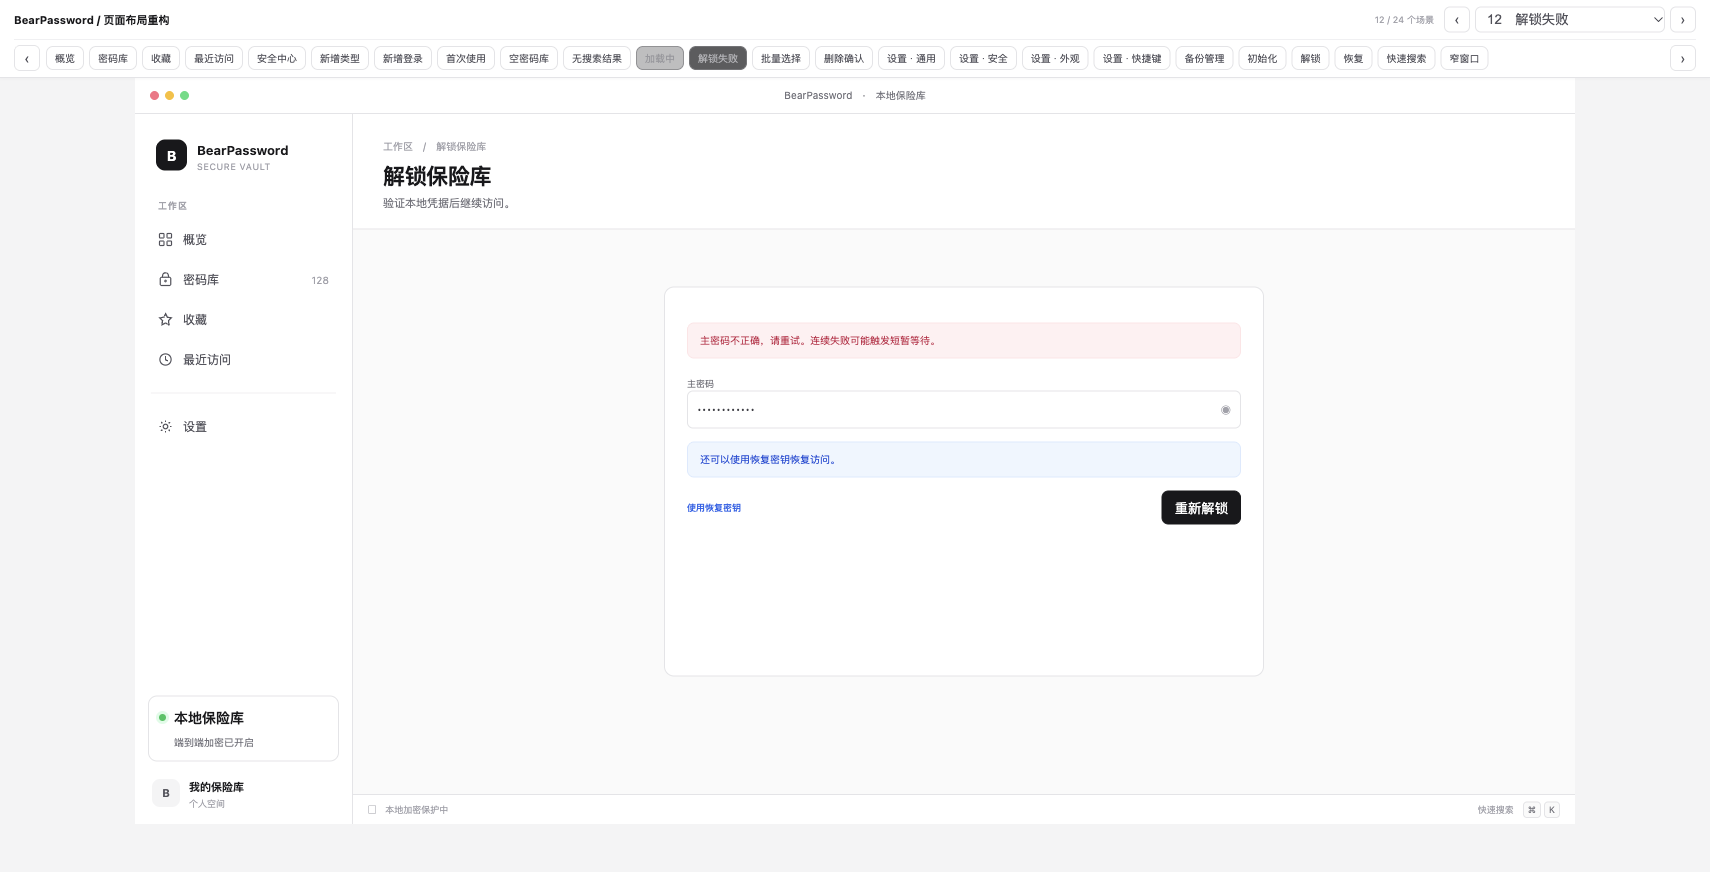 BearPassword / 页面布局重构
12 / 24 个场景
‹
12 解锁失败
›
‹
概览
密码库
收藏
最近访问
安全中心
新增类型
新增登录
首次使用
空密码库
无搜索结果
加载中
解锁失败
批量选择
删除确认
设置 · 通用
设置 · 安全
设置 · 外观
设置 · 快捷键
备份管理
初始化
解锁
恢复
快速搜索
窄窗口
›
BearPassword · 本地保险库
B
BearPassword
SECURE VAULT
工作区
概览
密码库 128
收藏
最近访问
设置
本地保险库
端到端加密已开启
B
我的保险库
个人空间
工作区 / 解锁保险库
解锁保险库
验证本地凭据后继续访问。
主密码不正确，请重试。连续失败可能触发短暂等待。
主密码
••••••••••••
还可以使用恢复密钥恢复访问。
使用恢复密钥
重新解锁
本地加密保护中
快速搜索 ⌘ K